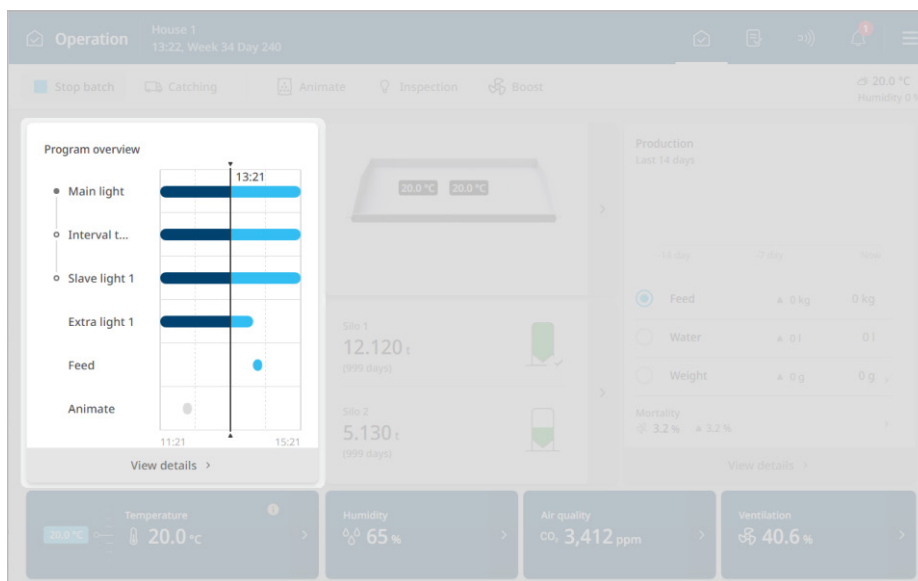 Operation
House 1
13:22, Week 34 Day 240
1
Stop batch
Catching
Animate
Inspection
Boost
20.0 °C
Humidity 0
Program overview
13:21
Main light
Interval t...
Slave light 1
Extra light 1
Feed
Animate
11:21 15:21
View details
20.0 °C 20.0 °C
Silo 1
12.120 t
(999 days)
Silo 2
5.130 t
(999 days)
Production
Last 14 days
14 day 7 day
Feed 0 kg 0 kg
Water 0 l 0 l
Weight 0 g 0 g
Mortality
3.2 % 3.2 %
View details
Temperature
20.0 °C 20.0 °C
Humidity
65 %
Air quality
CO₂ 3,412 ppm
Ventilation
40.6 %